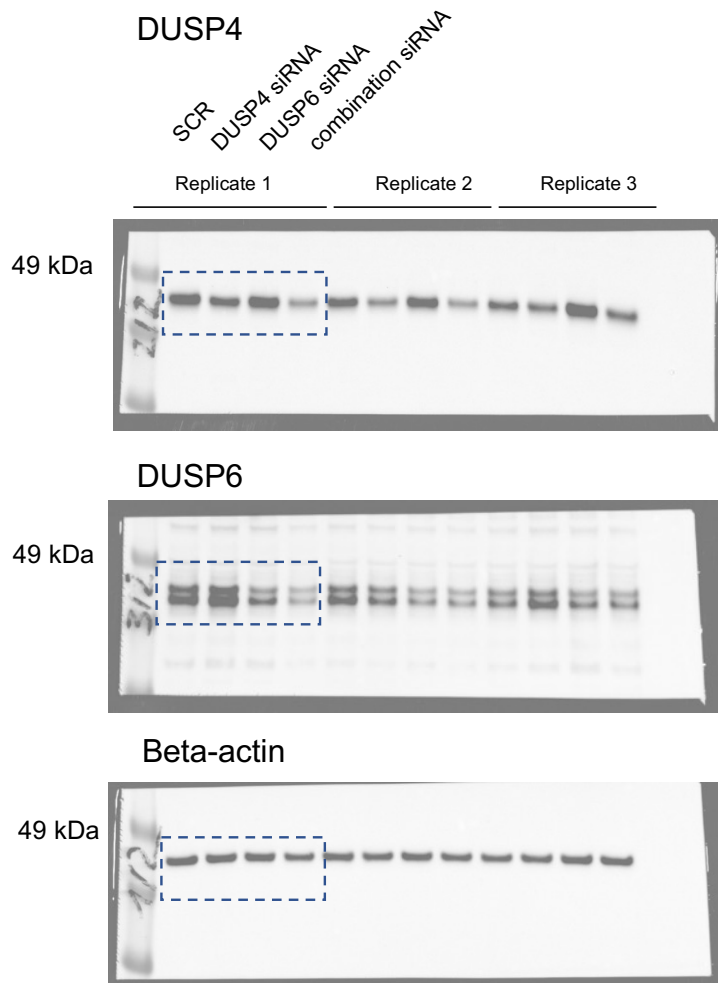 DUSP4
SCR
DUSP4 siRNA
DUSP6 siRNA
combination siRNA
Replicate 1
Replicate 2
Replicate 3
49 kDa
DUSP6
49 kDa
Beta-actin
49 kDa